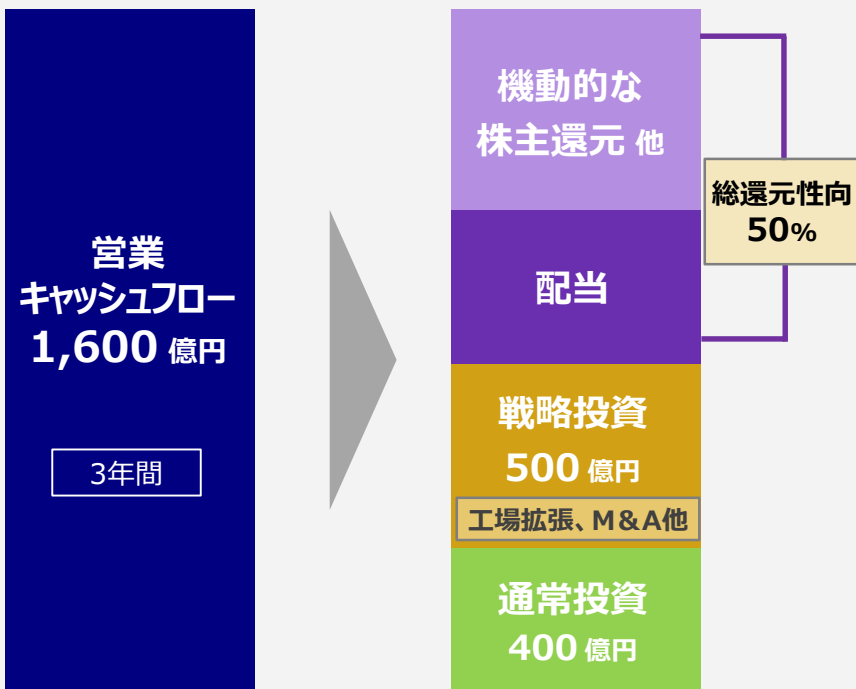 営業
キャッシュフロー
1,600 億円
3年間
機動的な
株主還元 他
配当
総還元性向
50%
戦略投資
500 億円
工場拡張、M&A他
通常投資
400 億円